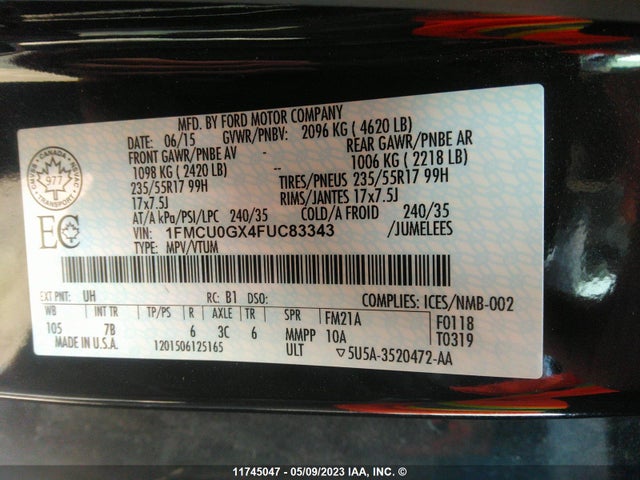 MFD. BY FORD MOTOR COMPANY
DATE: 06/15 GVWR/PNBV: 2096 KG ( 4620 LB)
FRONT GAWR/PNBE AV - REAR GAWR/PNBE AR
1098 KG ( 2420 LB) - 1006 KG ( 2218 LB)
235/55R17 99H TIRES/PNEUS 235/55R17 99H
17x7.5J RIMS/JANTES 17x7.5J
AT/A kPa/PSI/LPC 240/35 COLD/A FROID 240/35
VIN: 1FMCU0GX4FUC83343 /JUMELEES
TYPE: MPV/VTUM
CANADA
977
TRANSPORT
EC
EXT PNT: UH RC: B1 DSO: COMPLIES: ICES/NMB-002
WB INT TR TP/PS R AXLE TR SPR FM21A F0118
105 7B 6 3C 6 MMPP 10A T0319
MADE IN U.S.A. 1201506125165 ULT ▽5U5A-3520472-AA
11745047 - 05/09/2023 IAA, Inc. ©